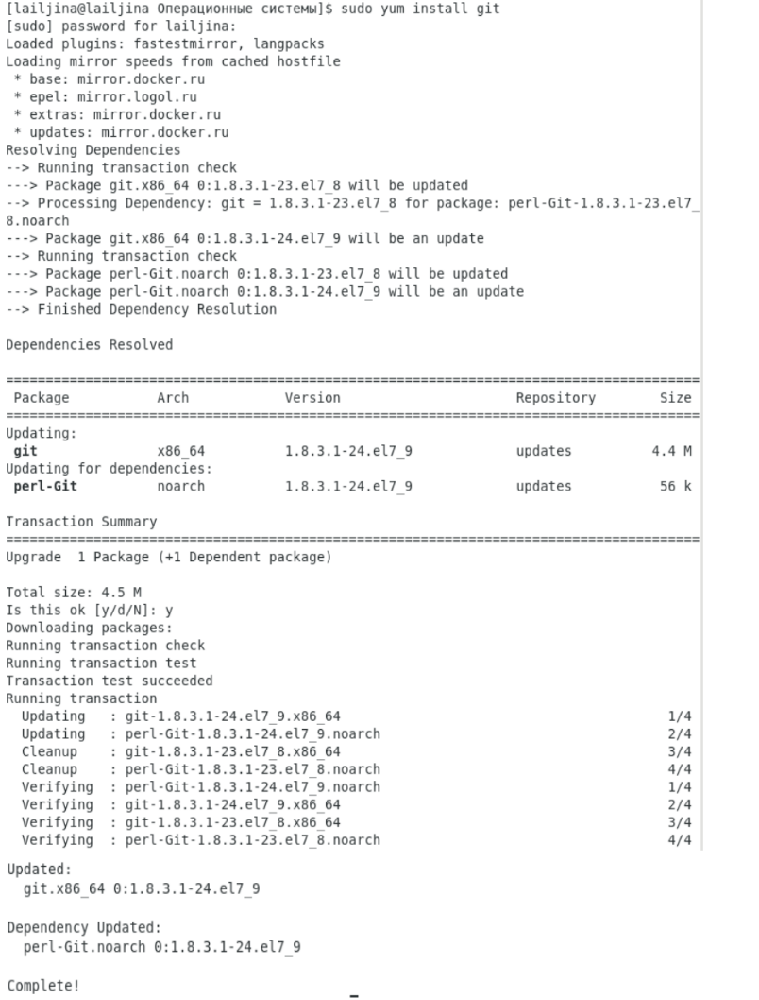 [lailjina@lailjina Операционные системы]$ sudo yum install git
[sudo] password for lailjina:
Loaded plugins: fastestmirror, langpacks
Loading mirror speeds from cached hostfile
 * base: mirror.docker.ru
 * epel: mirror.logol.ru
 * extras: mirror.docker.ru
 * updates: mirror.docker.ru
Resolving Dependencies
--> Running transaction check
---> Package git.x86_64 0:1.8.3.1-23.el7_8 will be updated
--> Processing Dependency: git = 1.8.3.1-23.el7_8 for package: perl-Git-1.8.3.1-23.el7_
8.noarch
---> Package git.x86_64 0:1.8.3.1-24.el7_9 will be an update
--> Running transaction check
---> Package perl-Git.noarch 0:1.8.3.1-23.el7_8 will be updated
---> Package perl-Git.noarch 0:1.8.3.1-24.el7_9 will be an update
--> Finished Dependency Resolution

Dependencies Resolved

========================================================================================
 Package           Arch            Version                      Repository        Size
========================================================================================
Updating:
 git               x86_64          1.8.3.1-24.el7_9             updates          4.4 M
Updating for dependencies:
 perl-Git          noarch          1.8.3.1-24.el7_9             updates           56 k

Transaction Summary
========================================================================================
Upgrade  1 Package (+1 Dependent package)

Total size: 4.5 M
Is this ok [y/d/N]: y
Downloading packages:
Running transaction check
Running transaction test
Transaction test succeeded
Running transaction
  Updating   : git-1.8.3.1-24.el7_9.x86_64                                         1/4
  Updating   : perl-Git-1.8.3.1-24.el7_9.noarch                                    2/4
  Cleanup    : git-1.8.3.1-23.el7_8.x86_64                                         3/4
  Cleanup    : perl-Git-1.8.3.1-23.el7_8.noarch                                    4/4
  Verifying  : perl-Git-1.8.3.1-24.el7_9.noarch                                    1/4
  Verifying  : git-1.8.3.1-24.el7_9.x86_64                                         2/4
  Verifying  : git-1.8.3.1-23.el7_8.x86_64                                         3/4
  Verifying  : perl-Git-1.8.3.1-23.el7_8.noarch                                    4/4

Updated:
  git.x86_64 0:1.8.3.1-24.el7_9

Dependency Updated:
  perl-Git.noarch 0:1.8.3.1-24.el7_9

Complete!